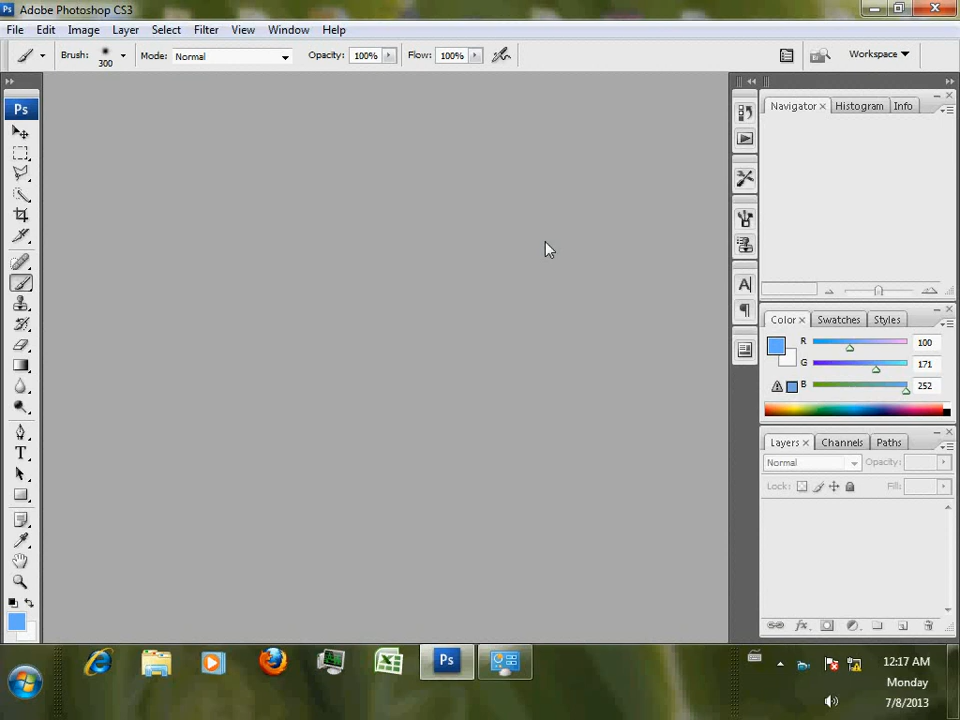 Ps Adobe Photoshop CS3
File Edit Image Layer Select Filter View Window Help
Brush: 300 Mode: Normal Opacity: 100% Flow: 100% Workspace
Ps
Navigator Histogram Info
A
Color Swatches Styles
R 100
G 171
B 252
Layers Channels Paths
Normal Opacity:
Lock: Fill:
T
Ps
12:17 AM
Monday
7/8/2013